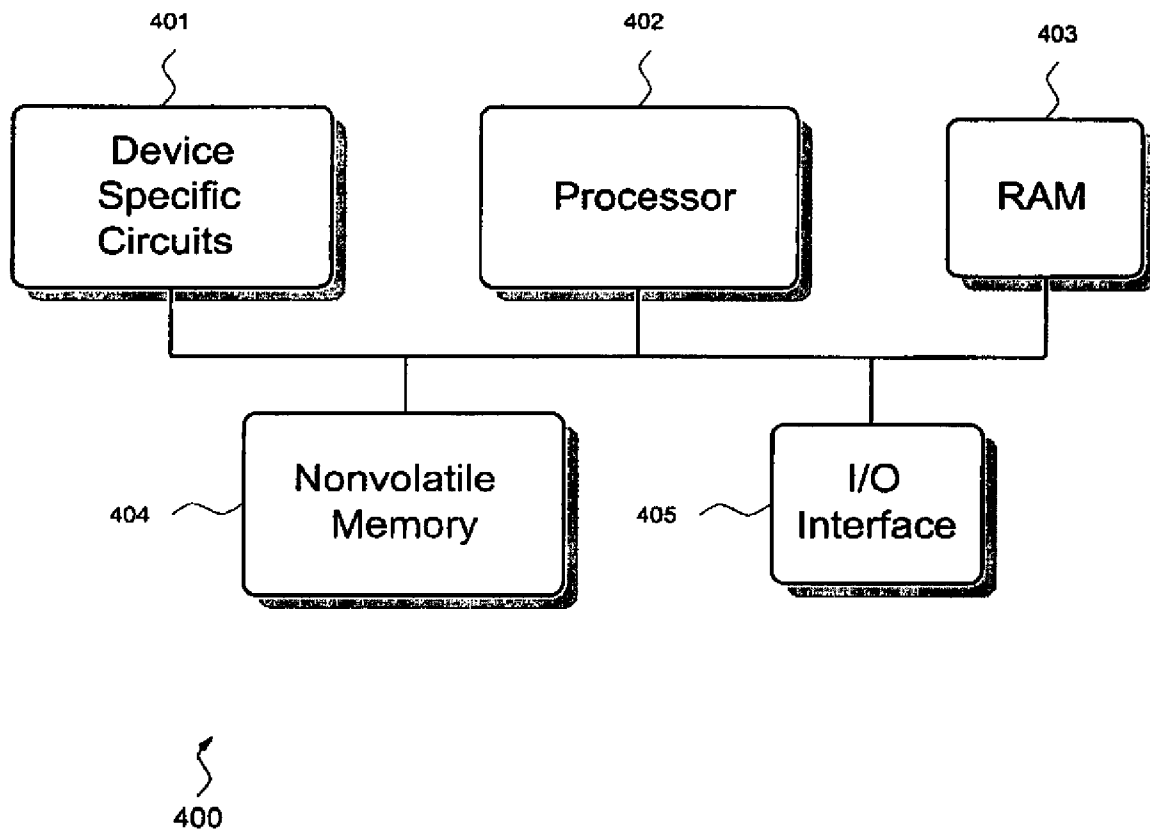 401
402
403
Device
Specific
Circuits
Processor
RAM
404
Nonvolatile
Memory
405
I/O
Interface
400